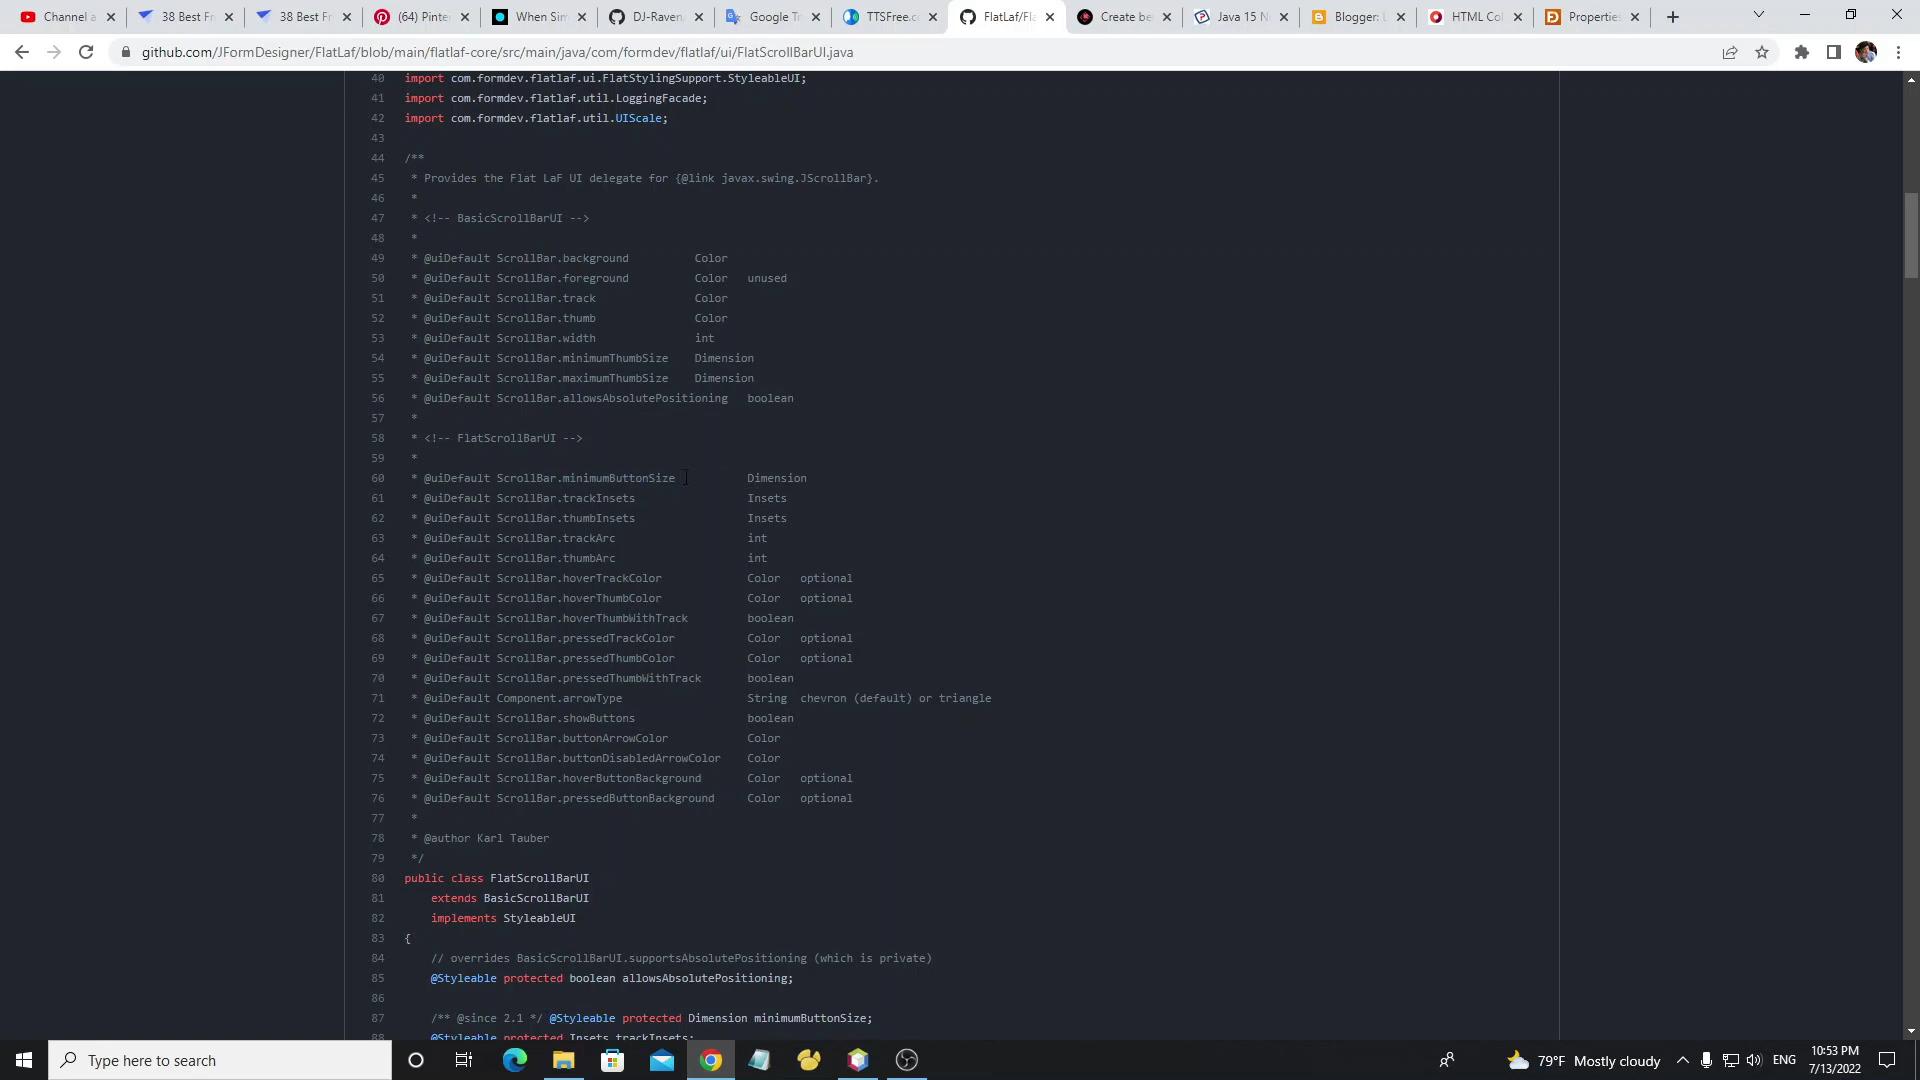 Channel a
38 Best Fr
38 Best Fr
(64) Pinte
When Sim
DJ-Raven
Google Tr
TTSFree.c
FlatLaf/Fla
Create be
Java 15 N
Blogger: 
HTML Co
Properties
github.com/JFormDesigner/FlatLaf/blob/main/flatlaf-core/src/main/java/com/formdev/flatlaf/ui/FlatScrollBarUI.java
40 import com.formdev.flatlaf.ui.FlatStylingSupport.StyleableUI;
41 import com.formdev.flatlaf.util.LoggingFacade;
42 import com.formdev.flatlaf.util.UIScale;
43
44 /**
45 * Provides the Flat LaF UI delegate for {@link javax.swing.JScrollBar}.
46 *
47 * <!-- BasicScrollBarUI -->
48 *
49 * @uiDefault ScrollBar.background Color
50 * @uiDefault ScrollBar.foreground Color unused
51 * @uiDefault ScrollBar.track Color
52 * @uiDefault ScrollBar.thumb Color
53 * @uiDefault ScrollBar.width int
54 * @uiDefault ScrollBar.minimumThumbSize Dimension
55 * @uiDefault ScrollBar.maximumThumbSize Dimension
56 * @uiDefault ScrollBar.allowsAbsolutePositioning boolean
57 *
58 * <!-- FlatScrollBarUI -->
59 *
60 * @uiDefault ScrollBar.minimumButtonSize Dimension
61 * @uiDefault ScrollBar.trackInsets Insets
62 * @uiDefault ScrollBar.thumbInsets Insets
63 * @uiDefault ScrollBar.trackArc int
64 * @uiDefault ScrollBar.thumbArc int
65 * @uiDefault ScrollBar.hoverTrackColor Color optional
66 * @uiDefault ScrollBar.hoverThumbColor Color optional
67 * @uiDefault ScrollBar.hoverThumbWithTrack boolean
68 * @uiDefault ScrollBar.pressedTrackColor Color optional
69 * @uiDefault ScrollBar.pressedThumbColor Color optional
70 * @uiDefault ScrollBar.pressedThumbWithTrack boolean
71 * @uiDefault Component.arrowType String chevron (default) or triangle
72 * @uiDefault ScrollBar.showButtons boolean
73 * @uiDefault ScrollBar.buttonArrowColor Color
74 * @uiDefault ScrollBar.buttonDisabledArrowColor Color
75 * @uiDefault ScrollBar.hoverButtonBackground Color optional
76 * @uiDefault ScrollBar.pressedButtonBackground Color optional
77 *
78 * @author Karl Tauber
79 */
80 public class FlatScrollBarUI
81 extends BasicScrollBarUI
82 implements StyleableUI
83 {
84 // overrides BasicScrollBarUI.supportsAbsolutePositioning (which is private)
85 @Styleable protected boolean allowsAbsolutePositioning;
86
87 /** @since 2.1 */ @Styleable protected Dimension minimumButtonSize;
88 @Styleable protected Insets trackInsets;
Type here to search
79°F Mostly cloudy
ENG
10:53 PM
7/13/2022